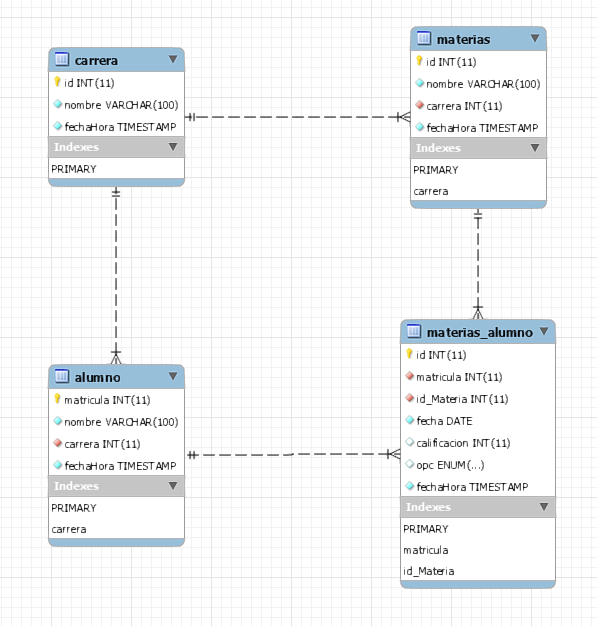 carrera
id INT(11)
nombre VARCHAR(100)
fechaHora TIMESTAMP
Indexes
PRIMARY
materias
id INT(11)
nombre VARCHAR(100)
carrera INT(11)
fechaHora TIMESTAMP
Indexes
PRIMARY
carrera
alumno
matricula INT(11)
nombre VARCHAR(100)
carrera INT(11)
fechaHora TIMESTAMP
Indexes
PRIMARY
carrera
materias_alumno
id INT(11)
matricula INT(11)
id_Materia INT(11)
fecha DATE
calificacion INT(11)
opc ENUM(...)
fechaHora TIMESTAMP
Indexes
PRIMARY
matricula
id_Materia